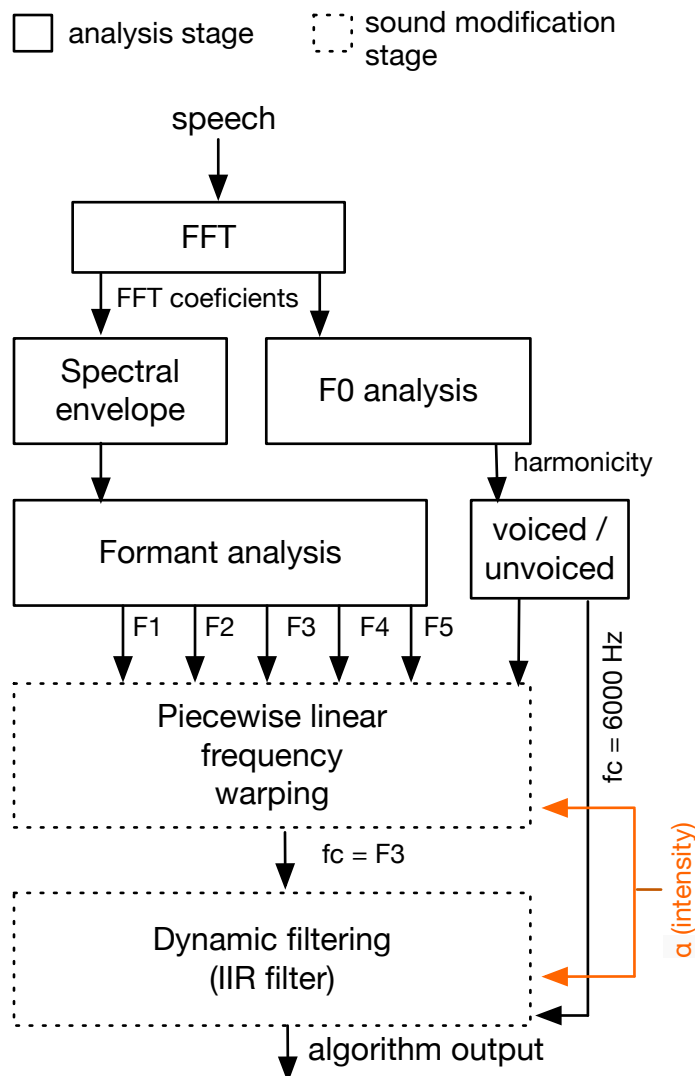 analysis stage
sound modification
stage
speech
FFT
FFT coeficients
Spectral
envelope
F0 analysis
harmonicity
Formant analysis
voiced /
unvoiced
F1
F2
F3
F4
F5
fc = 6000 Hz
Piecewise linear
frequency
warping
fc = F3
α (intensity)
Dynamic filtering
(IIR filter)
algorithm output